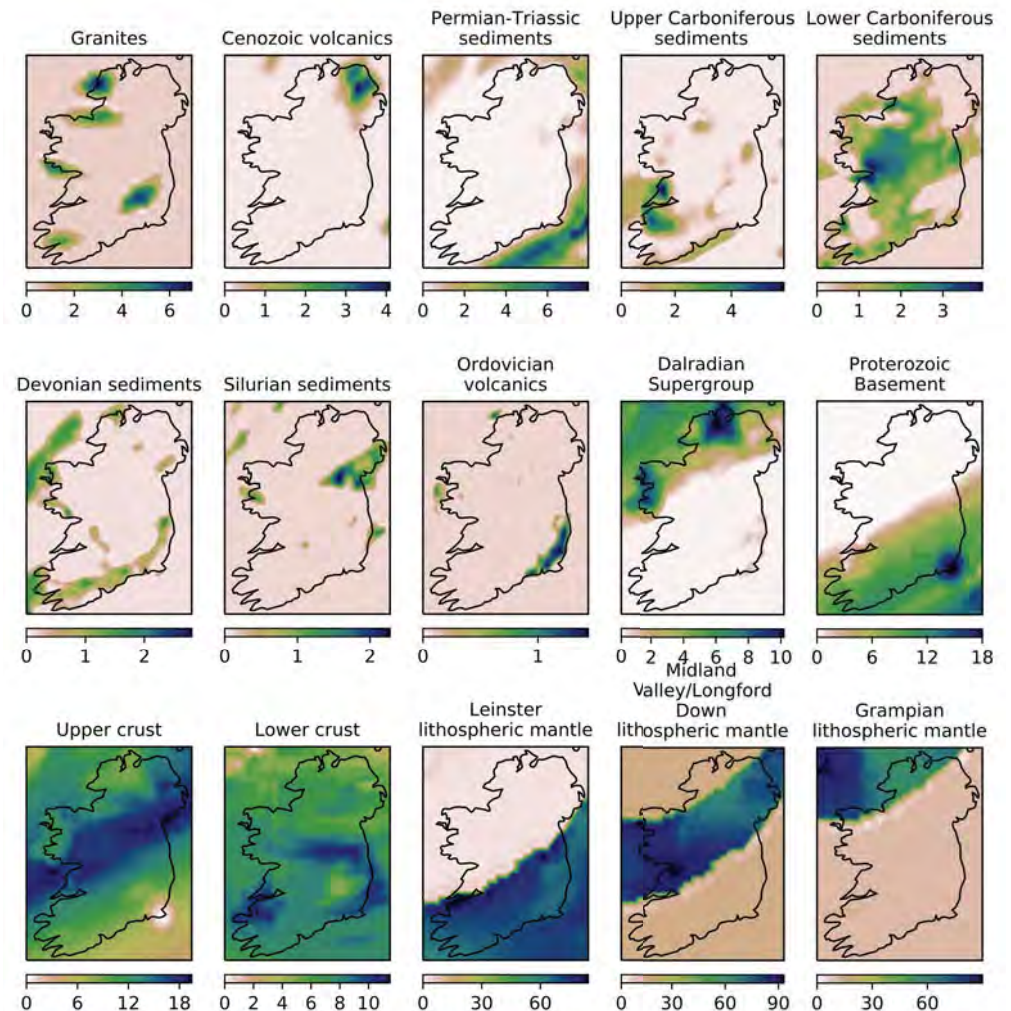 Granites
Cenozoic volcanics
Permian-Triassic
sediments
Upper Carboniferous
sediments
Lower Carboniferous
sediments
0 2 4 6
0 1 2 3 4
0 2 4 6
0 2 4
0 1 2 3
Devonian sediments
Silurian sediments
Ordovician
volcanics
Dalradian
Supergroup
Proterozoic
Basement
0 1 2
0 1 2
0 1
0 2 4 6 8 10
0 6 12 18
Upper crust
Lower crust
Leinster
lithospheric mantle
Midland
Valley/Longford
Down
lithospheric mantle
Grampian
lithospheric mantle
0 6 12 18
0 2 4 6 8 10
0 30 60
0 30 60 90
0 30 60